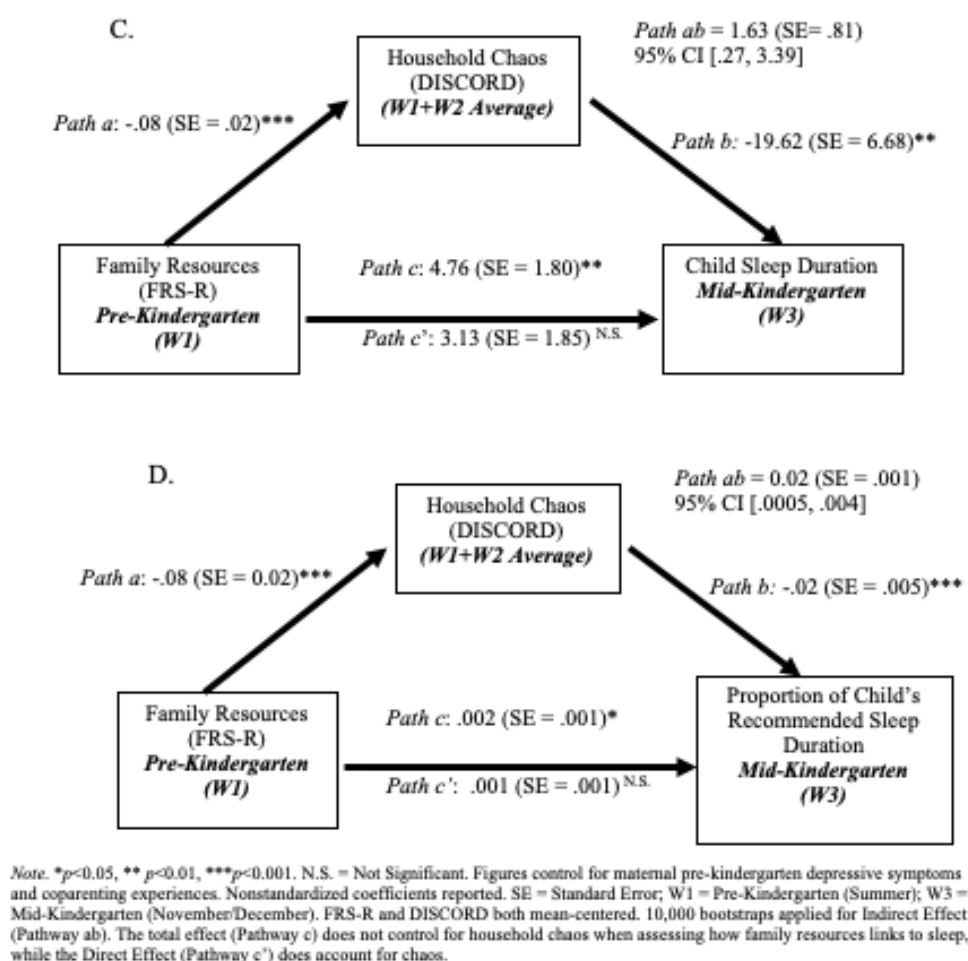 C.
Path ab = 1.63 (SE= .81)
95% CI [.27, 3.39]
Household Chaos
(DISCORD)
(W1+W2 Average)
Path a: -.08 (SE = .02)***
Path b: -19.62 (SE = 6.68)**
Family Resources
(FRS-R)
Pre-Kindergarten
(W1)
Path c: 4.76 (SE = 1.80)**
Path c’: 3.13 (SE = 1.85) N.S.
Child Sleep Duration
Mid-Kindergarten
(W3)
D.
Path ab = 0.02 (SE = .001)
95% CI [.0005, .004]
Household Chaos
(DISCORD)
(W1+W2 Average)
Path a: -.08 (SE = 0.02)***
Path b: -.02 (SE = .005)***
Family Resources
(FRS-R)
Pre-Kindergarten
(W1)
Path c: .002 (SE = .001)*
Path c’: .001 (SE = .001) N.S.
Proportion of Child’s
Recommended Sleep
Duration
Mid-Kindergarten
(W3)
Note. *p<0.05, ** p<0.01, ***p<0.001. N.S. = Not Significant. Figures control for maternal pre-kindergarten depressive symptoms
and coparenting experiences. Nonstandardized coefficients reported. SE = Standard Error; W1 = Pre-Kindergarten (Summer); W3 =
Mid-Kindergarten (November/December). FRS-R and DISCORD both mean-centered. 10,000 bootstraps applied for Indirect Effect
(Pathway ab). The total effect (Pathway c) does not control for household chaos when assessing how family resources links to sleep,
while the Direct Effect (Pathway c’) does account for chaos.